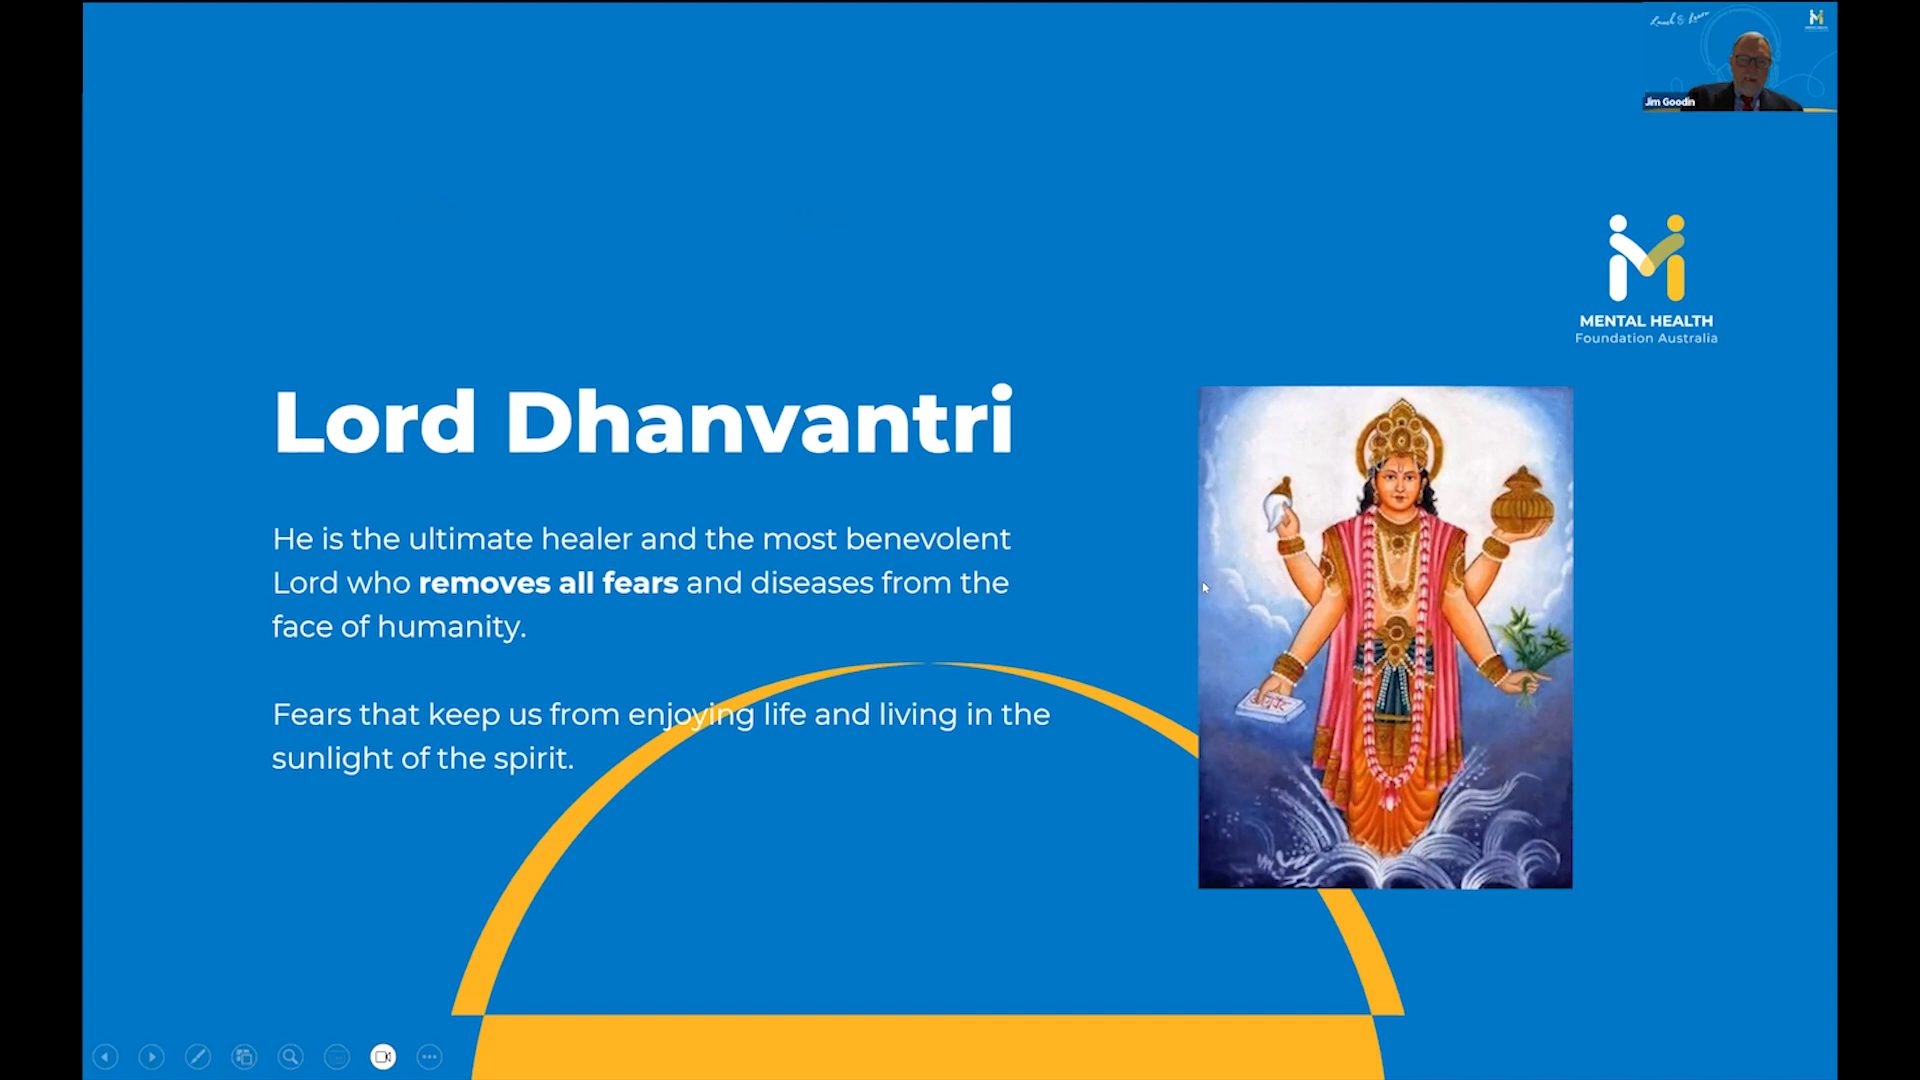 Lunch & Learn
Jim Goodin
MENTAL HEALTH
Foundation Australia
Lord Dhanvantri
He is the ultimate healer and the most benevolent
Lord who removes all fears and diseases from the
face of humanity.
Fears that keep us from enjoying life and living in the
sunlight of the spirit.